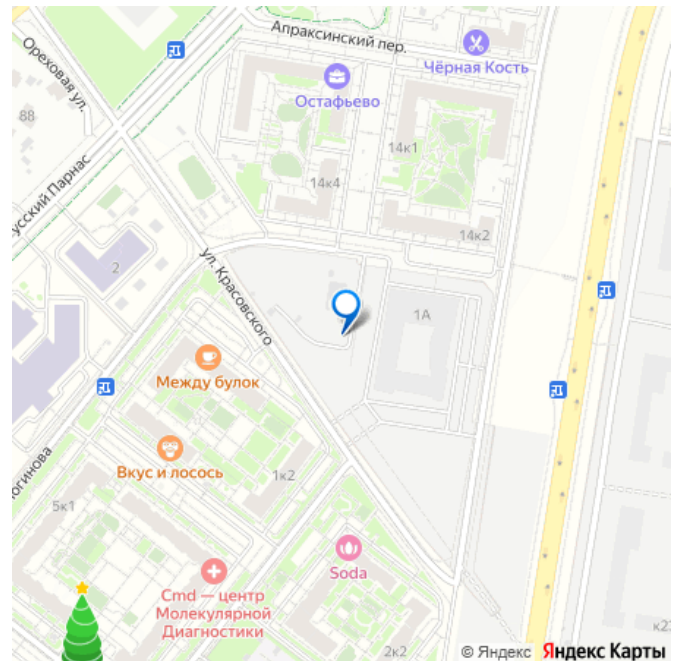 Апраксинский пер.
Ореховая ул.
Чёрная Кость
Остафьево
88
14к1
14к4
усский Парнас
14к2
2
ул. Красовского
1А
Между булок
Вкус и лосось
1к2
огинова
5к1
Soda
Cmd — центр
Молекулярной
Диагностики
2к2
к23
© Яндекс Яндекс Карты